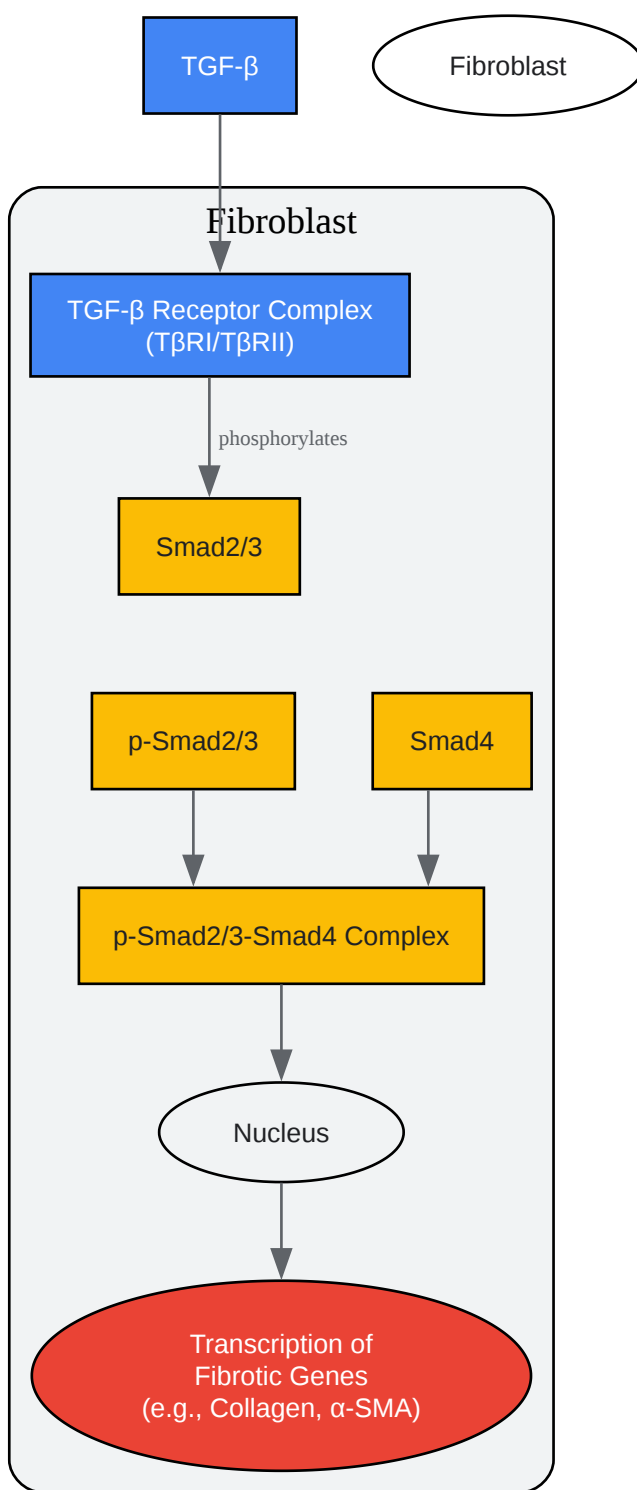 TGF-β
Fibroblast
Fibroblast
TGF-β Receptor Complex
(TβRI/TβRII)
phosphorylates
Smad2/3
p-Smad2/3
Smad4
p-Smad2/3-Smad4 Complex
Nucleus
Transcription of
Fibrotic Genes
(e.g., Collagen, α-SMA)